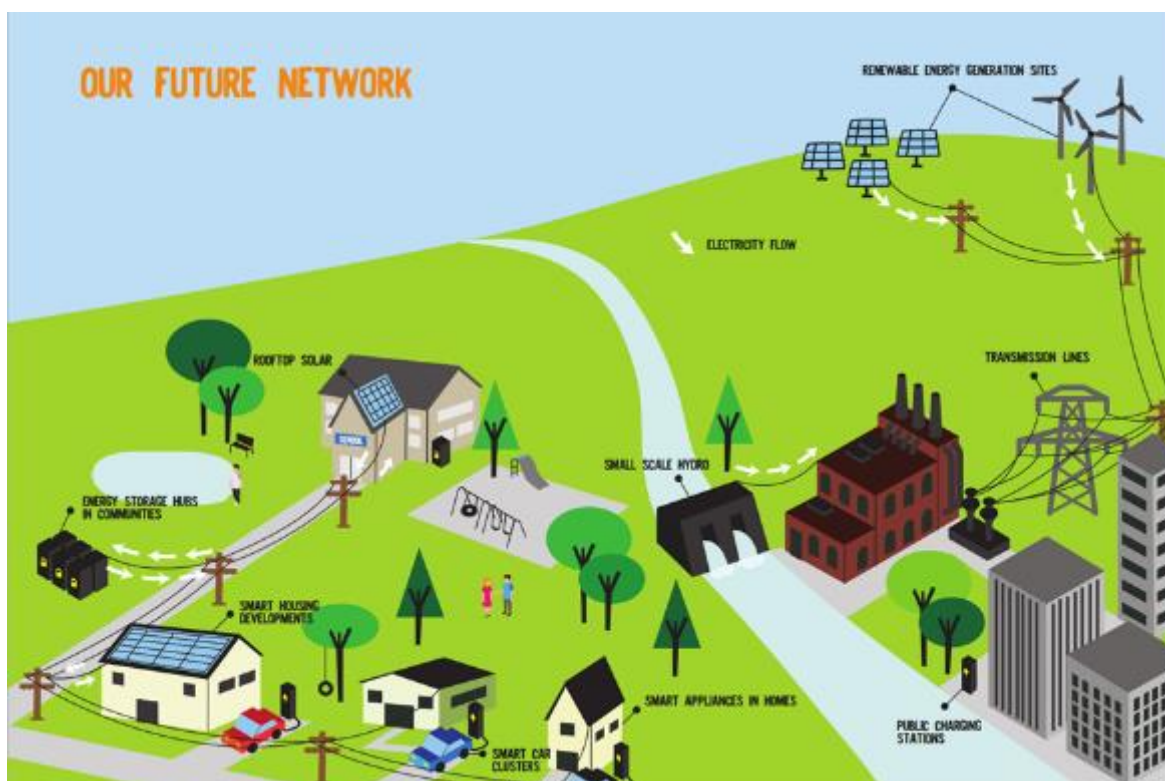 OUR FUTURE NETWORK
RENEWABLE ENERGY GENERATION SITES
ELECTRICITY FLOW
TRANSMISSION LINES
ROOFTOP SOLAR
SCHOOL
SMALL SCALE HYDRO
ENERGY STORAGE HUBS
IN COMMUNITIES
SMART HOUSING
DEVELOPMENTS
SMART APPLIANCES IN HOMES
PUBLIC CHARGING
STATIONS
SMART CAR
CLUSTERS